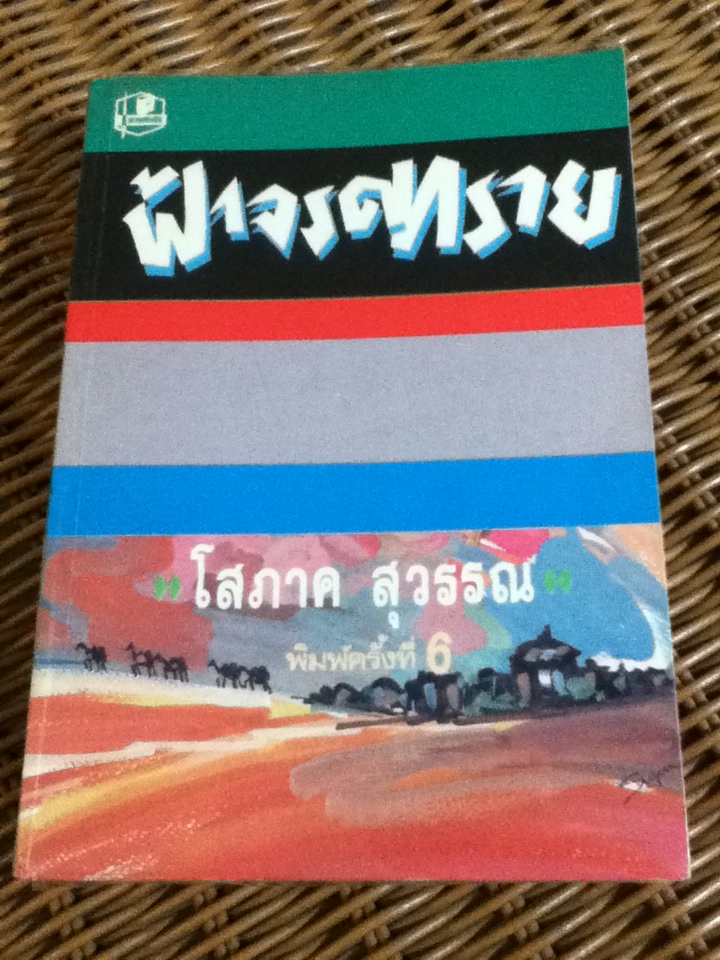 ฟ้าจรดทราย
โสภาค สุวรรณ
พิมพ์ครั้งที่ 6